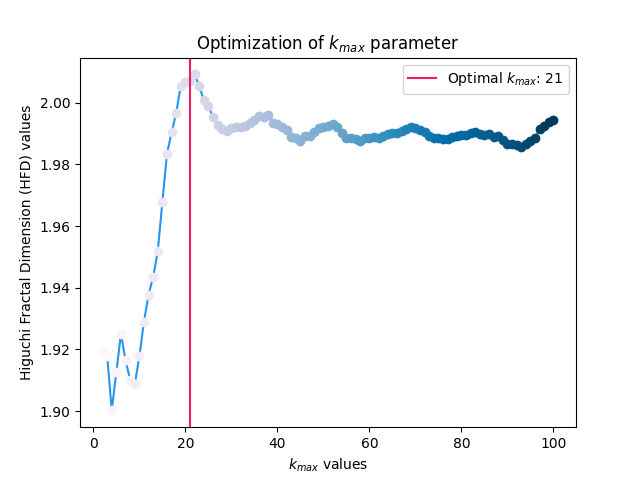 Optimization of $k_{max}$ parameter
Optimal $k_{max}$: 21
Higuchi Fractal Dimension (HFD) values
2.00
1.98
1.96
1.94
1.92
1.90
0 20 40 60 80 100
$k_{max}$ values